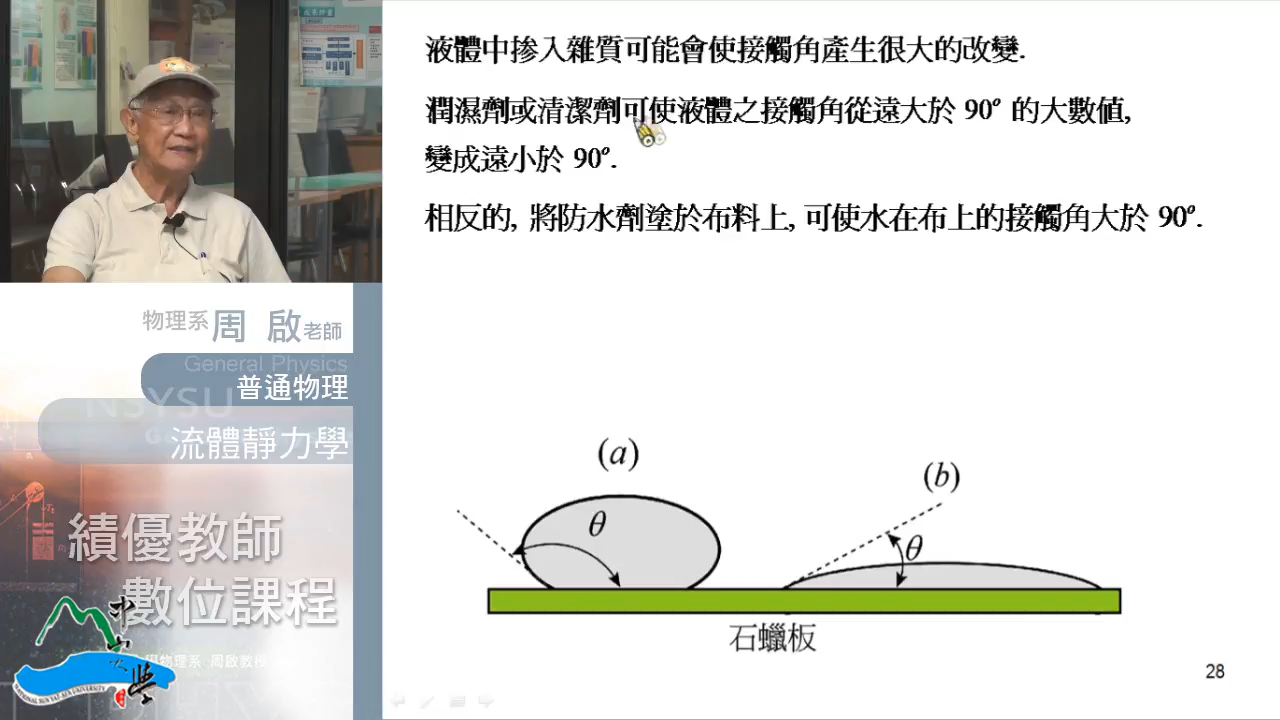 液體中摻入雜質可能會使接觸角產生很大的改變.
潤濕劑或清潔劑可使液體之接觸角從遠大於 90° 的大數值,
變成遠小於 90°.
相反的, 將防水劑塗於布料上, 可使水在布上的接觸角大於 90°.
物理系 周 啟 老師
General Physics
普通物理
NSYSU
流體靜力學
績優教師
數位課程
(a)
(b)
θ
θ
石蠟板
28